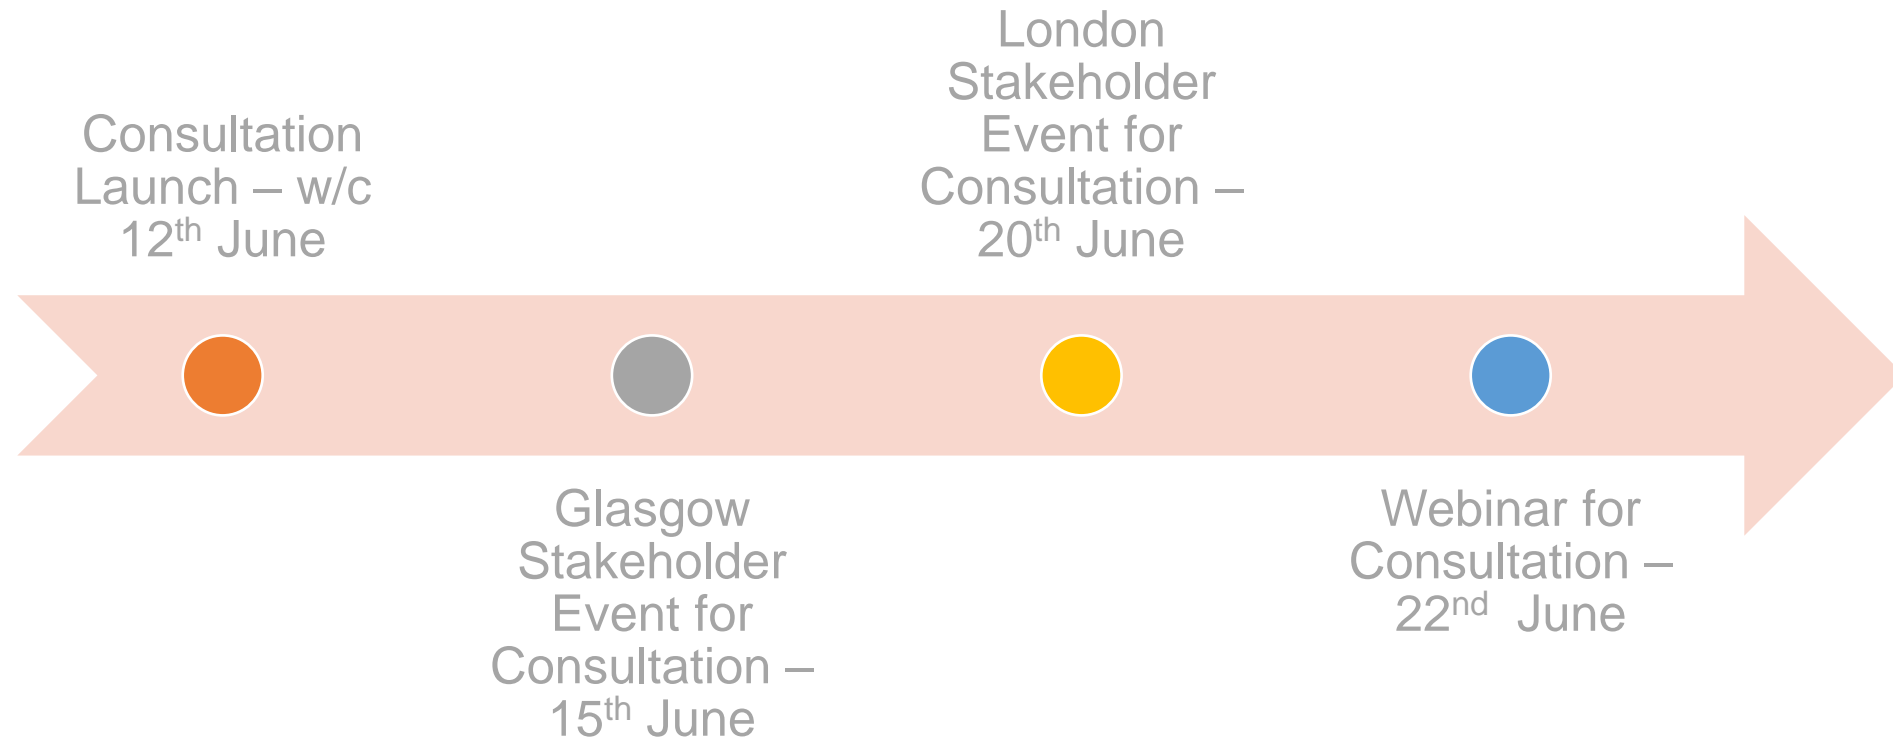 Consultation
Launch – w/c
12th June
Glasgow
Stakeholder
Event for
Consultation –
15th June
London
Stakeholder
Event for
Consultation –
20th June
Webinar for
Consultation –
22nd  June